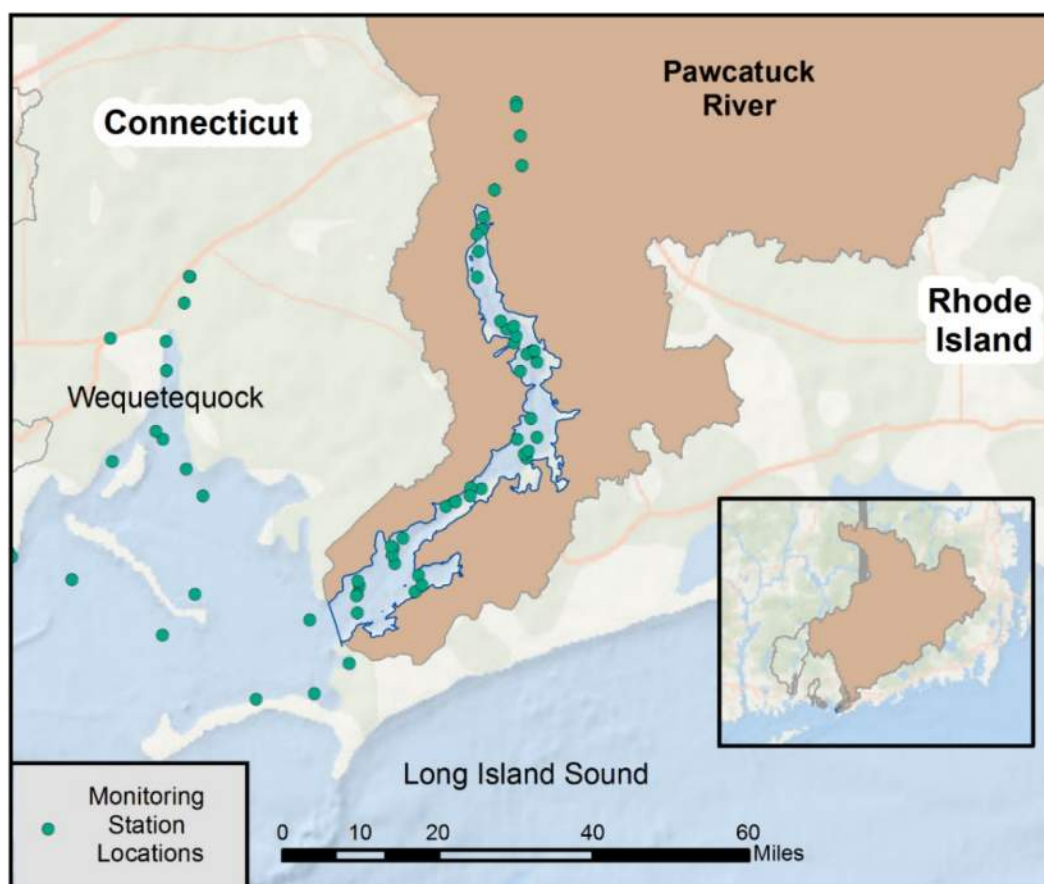 Pawcatuck
River
Connecticut
Rhode
Island
Wequetequock
Long Island Sound
Monitoring
Station
Locations
0 10 20 40 60
Miles